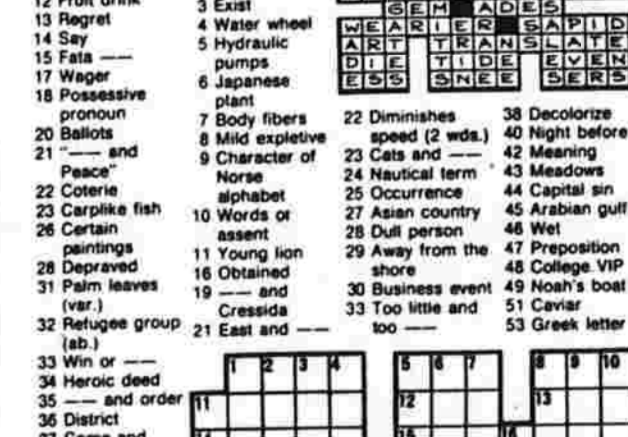 12 Fruit drink
13 Regret
14 Say
15 Fata ——
17 Wager
18 Possessive
pronoun
20 Ballots
21 "—— and
Peace"
22 Coterie
23 Carplike fish
26 Certain
paintings
28 Depraved
31 Palm leaves
(var.)
32 Refugee group
(ab.)
33 Win or ——
34 Heroic deed
35 —— and order
36 District
3 Exist
4 Water wheel
5 Hydraulic
pumps
6 Japanese
plant
7 Body fibers
8 Mild expletive
9 Character of
Norse
alphabet
10 Words of
assent
11 Young lion
16 Obtained
19 —— and
Cressida
21 East and ——
GEM ADES
WEARIER SAPID
ART TRANSLATE
DIE TIDE EVEN
ESS SNEE SERS
22 Diminishes
speed (2 wds.)
23 Cats and ——
24 Nautical term
25 Occurrence
27 Asian country
28 Dull person
29 Away from the
shore
30 Business event
33 Too little and
too ——
38 Decolorize
40 Night before
42 Meaning
43 Meadows
44 Capital sin
45 Arabian gulf
46 Wet
47 Preposition
48 College VIP
49 Noah's boat
51 Caviar
53 Greek letter
1 2 3 4 5 6 7 8 9 10
11 12 13
14 15 16